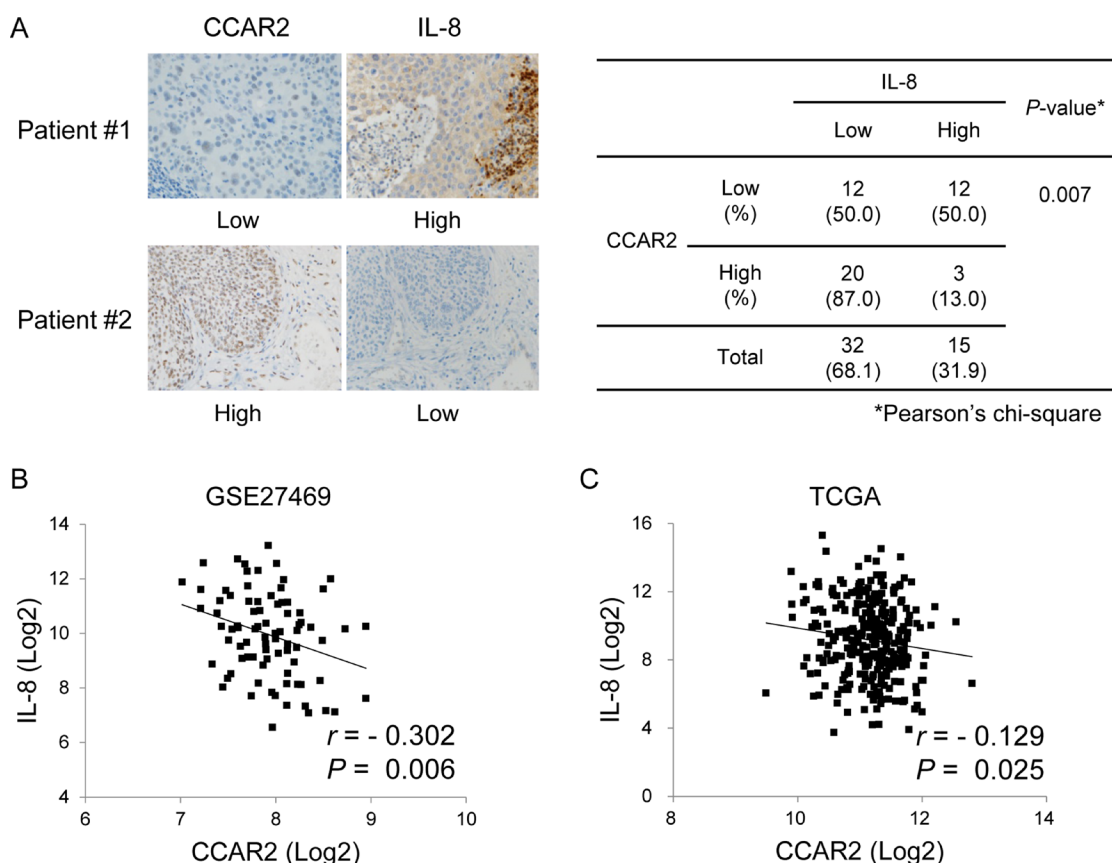 A
CCAR2 IL-8
Patient #1
Low High
Patient #2
High Low
IL-8
P-value*
Low High
Low 12 12 0.007
(%) (50.0) (50.0)
CCAR2
High 20 3
(%) (87.0) (13.0)
Total 32 15
(68.1) (31.9)
*Pearson's chi-square
B
GSE27469
14
12
10
8
6
4
IL-8 (Log2)
r = - 0.302
P = 0.006
6 7 8 9 10
CCAR2 (Log2)
C
TCGA
16
12
8
4
0
IL-8 (Log2)
r = - 0.129
P = 0.025
8 10 12 14
CCAR2 (Log2)